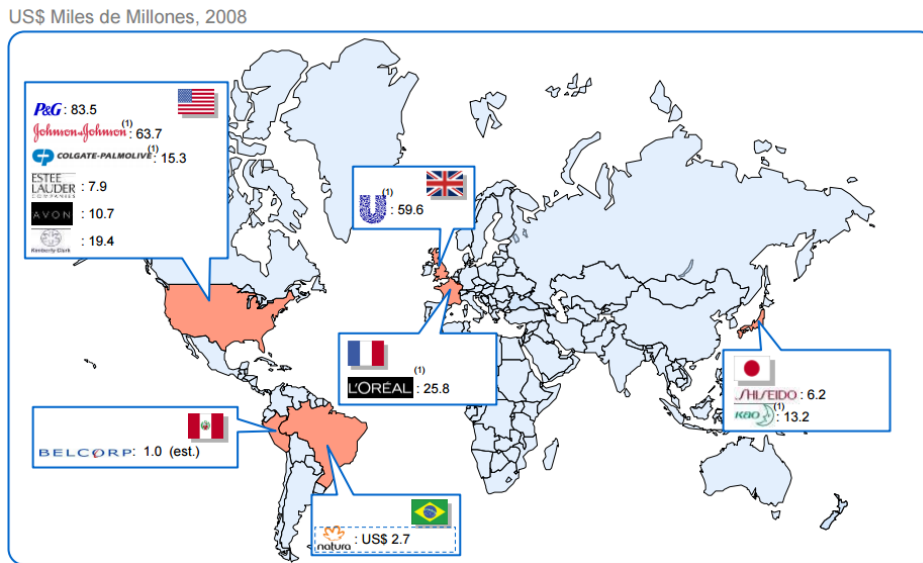 US$ Miles de Millones, 2008
P&G : 83.5
Johnson & Johnson (1) : 63.7
COLGATE-PALMOLIVE (1) : 15.3
ESTEE
LAUDER
COMPANIES : 7.9
AVON : 10.7
Kimberly-Clark : 19.4
U (1) : 59.6
L'ORÉAL (1) : 25.8
SHISEIDO : 6.2
KAO (1) : 13.2
BELCORP: 1.0 (est.)
natura : US$ 2.7